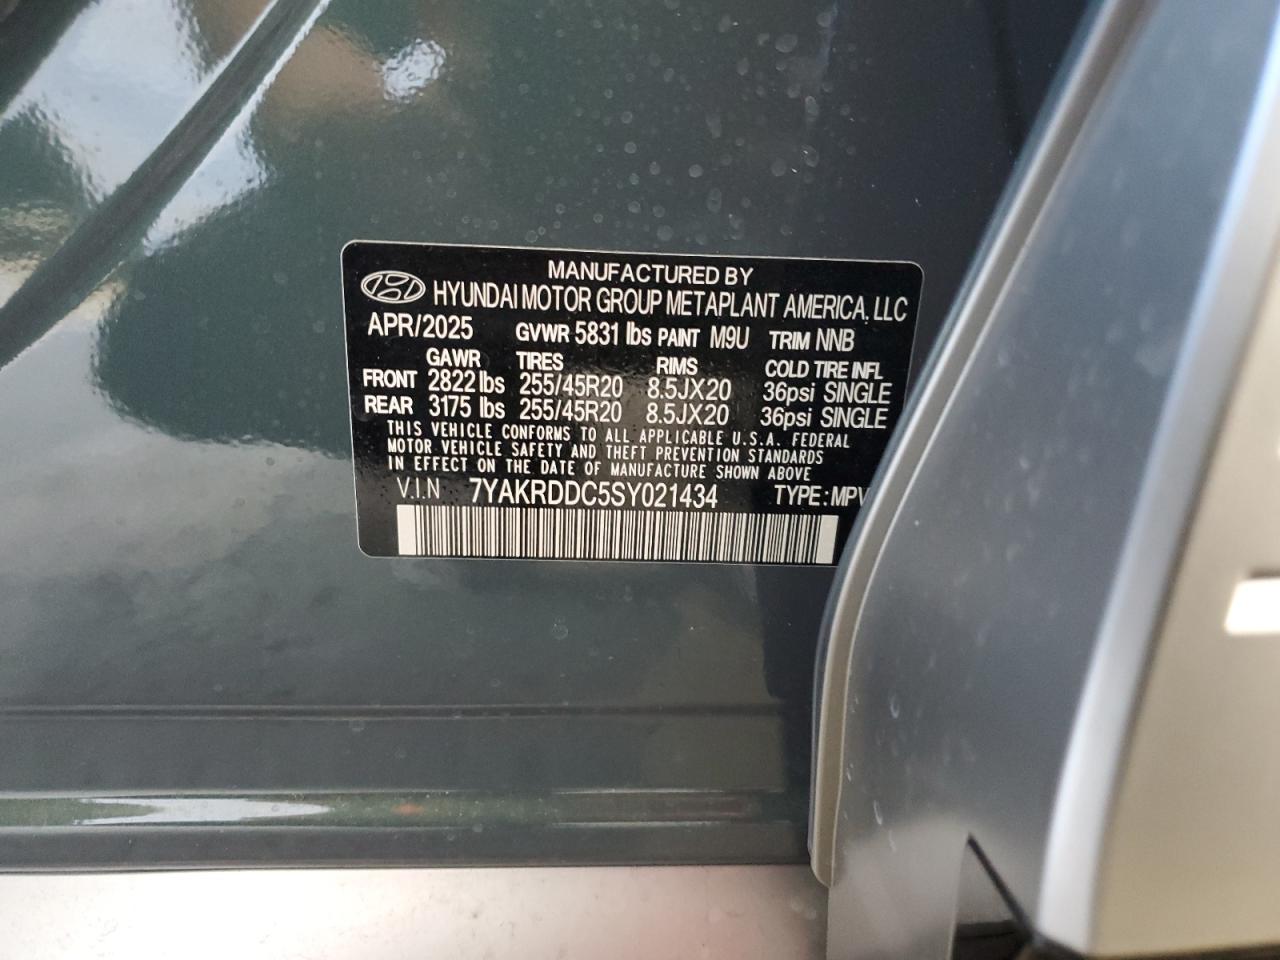 MANUFACTURED BY
HYUNDAI MOTOR GROUP METAPLANT AMERICA, LLC
APR/2025 GVWR 5831 lbs PAINT M9U TRIM NNB
GAWR TIRES RIMS COLD TIRE INFL
FRONT 2822 lbs 255/45R20 8.5JX20 36psi SINGLE
REAR 3175 lbs 255/45R20 8.5JX20 36psi SINGLE
THIS VEHICLE CONFORMS TO ALL APPLICABLE U.S.A. FEDERAL
MOTOR VEHICLE SAFETY AND THEFT PREVENTION STANDARDS
IN EFFECT ON THE DATE OF MANUFACTURE SHOWN ABOVE
V.I.N 7YAKRDDC5SY021434 TYPE: MPV